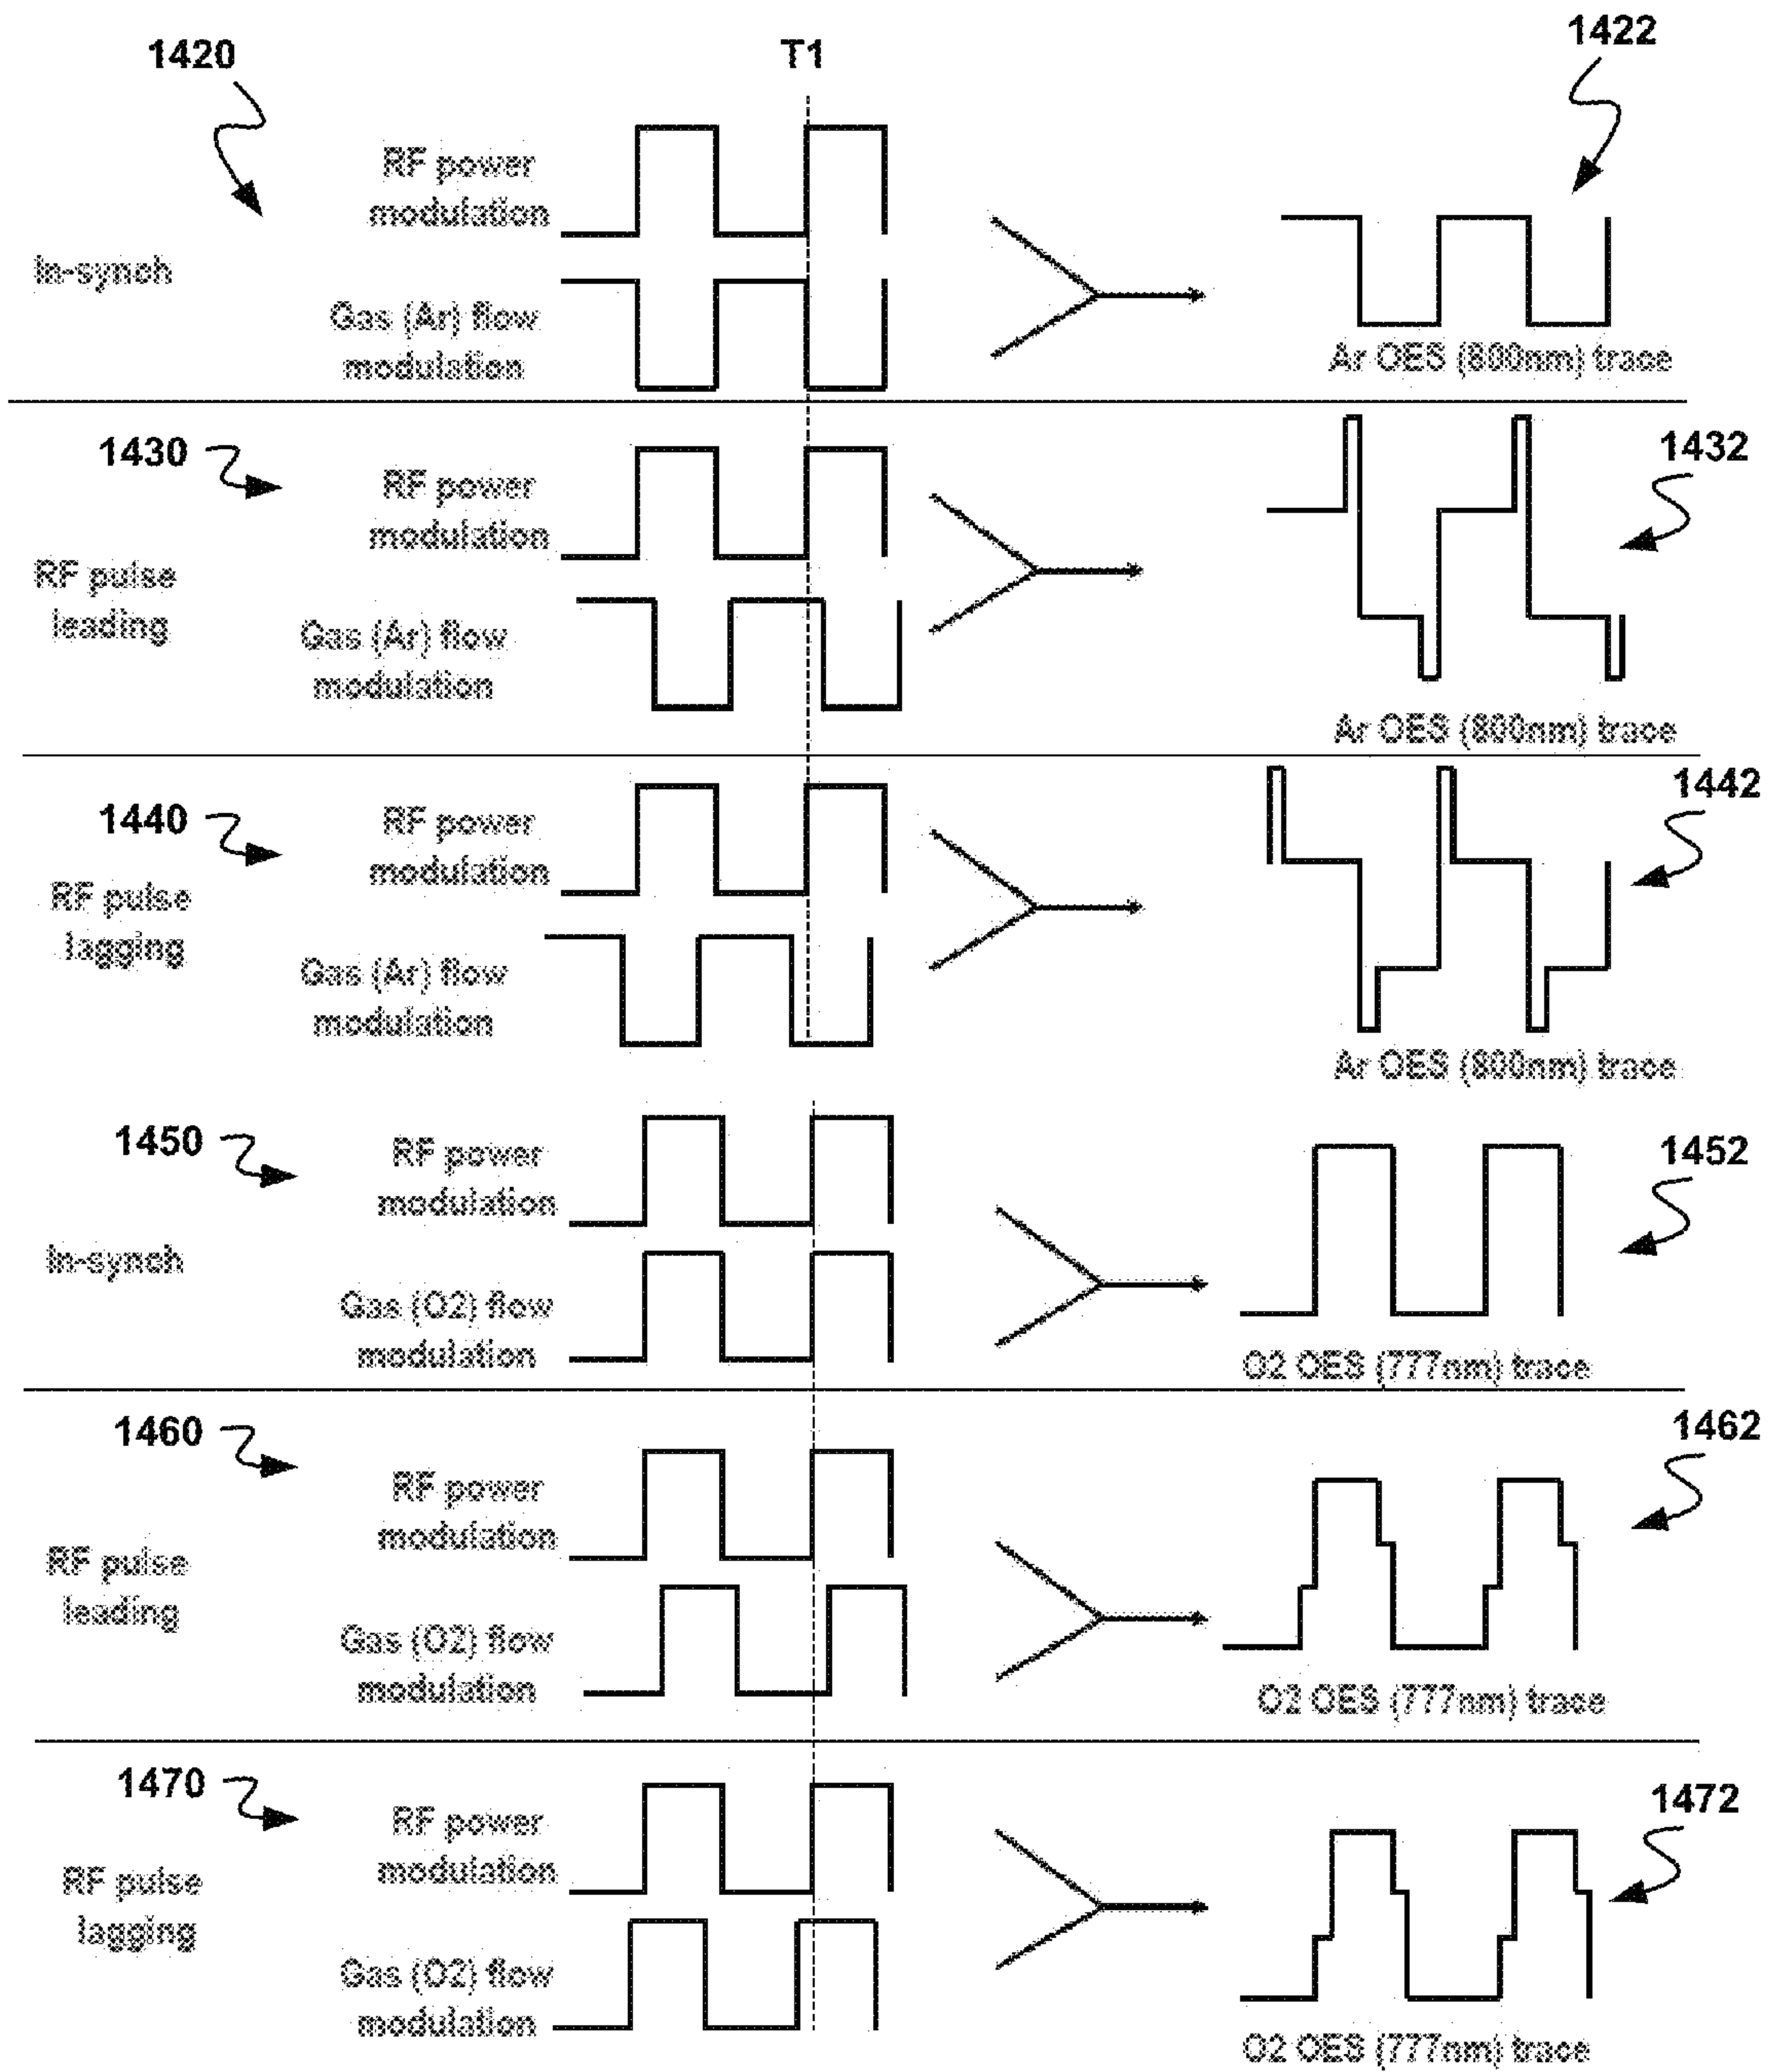 1420
T1
1422
RF power
modulation
In-synch
Gas (Ar) flow
modulation
Ar OES (800nm) trace
1430
RF power
modulation
1432
RF pulse
leading
Gas (Ar) flow
modulation
Ar OES (800nm) trace
1440
RF power
modulation
1442
RF pulse
lagging
Gas (Ar) flow
modulation
Ar OES (800nm) trace
1450
RF power
modulation
1452
In-synch
Gas (O2) flow
modulation
O2 OES (777nm) trace
1460
RF power
modulation
1462
RF pulse
leading
Gas (O2) flow
modulation
O2 OES (777nm) trace
1470
RF power
modulation
1472
RF pulse
lagging
Gas (O2) flow
modulation
O2 OES (777nm) trace